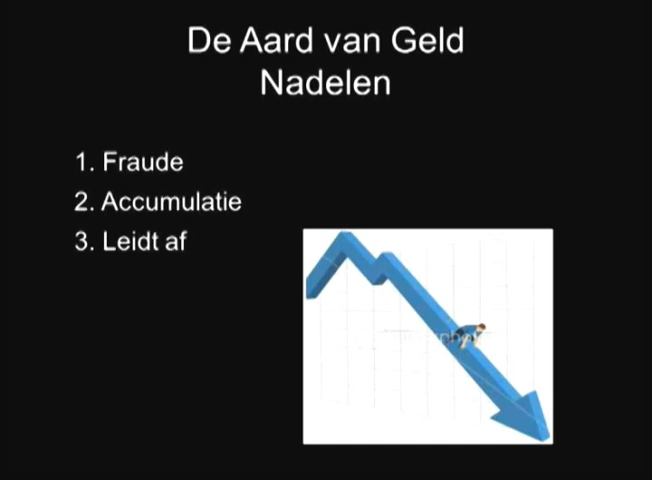 De Aard van Geld
Nadelen
1. Fraude
2. Accumulatie
3. Leidt af